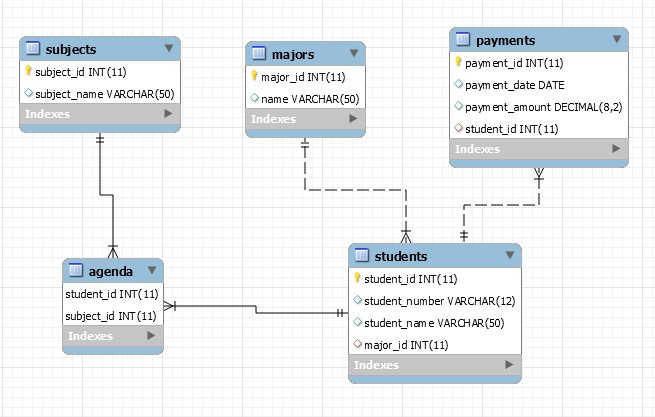 subjects
subject_id INT(11)
subject_name VARCHAR(50)
Indexes
majors
major_id INT(11)
name VARCHAR(50)
Indexes
payments
payment_id INT(11)
payment_date DATE
payment_amount DECIMAL(8,2)
student_id INT(11)
Indexes
agenda
student_id INT(11)
subject_id INT(11)
Indexes
students
student_id INT(11)
student_number VARCHAR(12)
student_name VARCHAR(50)
major_id INT(11)
Indexes